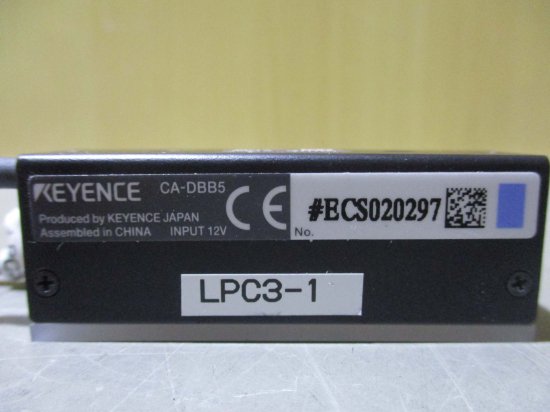 KEYENCE CA-DBB5
Produced by KEYENCE JAPAN
Assembled in CHINA INPUT 12V
CE
No.
#ECS020297
LPC3-1